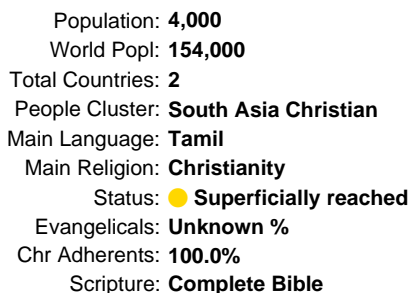 Population: 4,000
World Popl: 154,000
Total Countries: 2
People Cluster: South Asia Christian
Main Language: Tamil
Main Religion: Christianity
Status: Superficially reached
Evangelicals: Unknown %
Chr Adherents: 100.0%
Scripture: Complete Bible